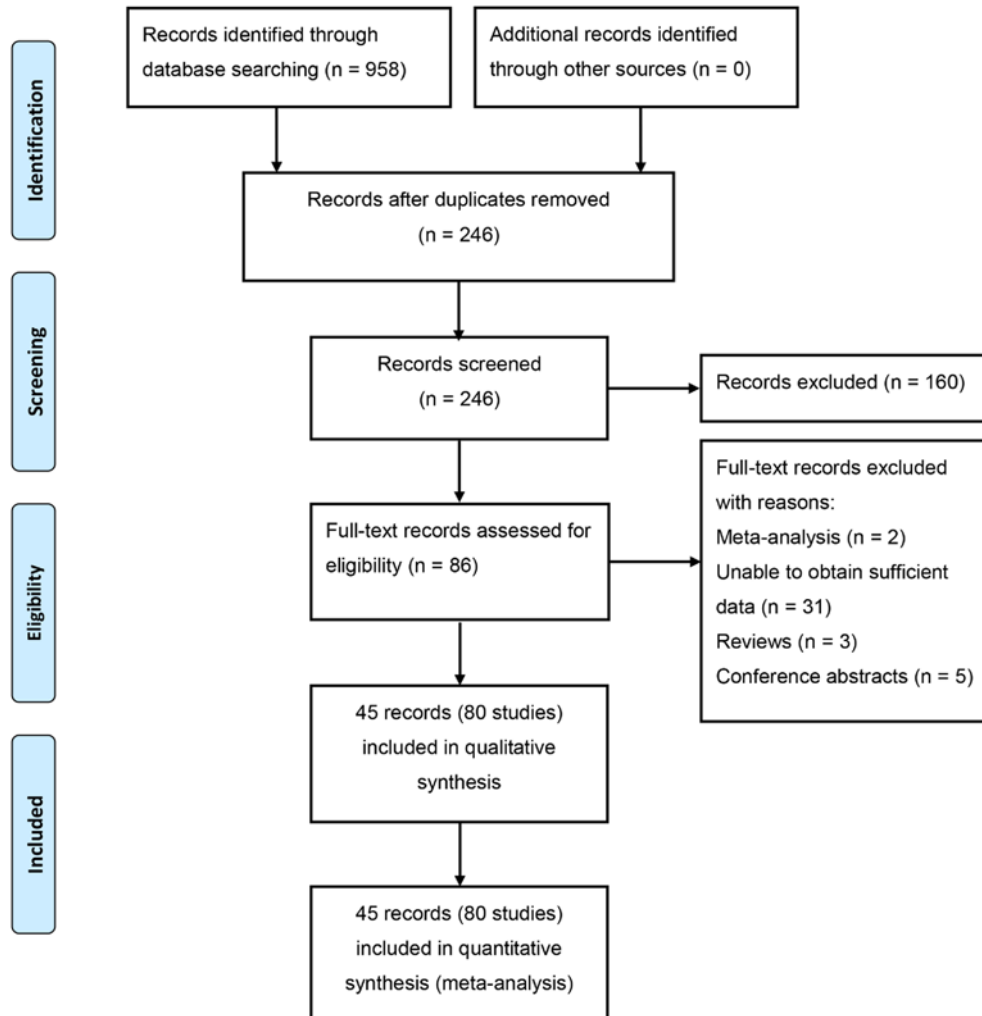 Identification
Records identified through
database searching (n = 958)
Additional records identified
through other sources (n = 0)
Records after duplicates removed
(n = 246)
Screening
Records screened
(n = 246)
Records excluded (n = 160)
Eligibility
Full-text records assessed for
eligibility (n = 86)
Full-text records excluded
with reasons:
Meta-analysis (n = 2)
Unable to obtain sufficient
data (n = 31)
Reviews (n = 3)
Conference abstracts (n = 5)
Included
45 records (80 studies)
included in qualitative
synthesis
45 records (80 studies)
included in quantitative
synthesis (meta-analysis)